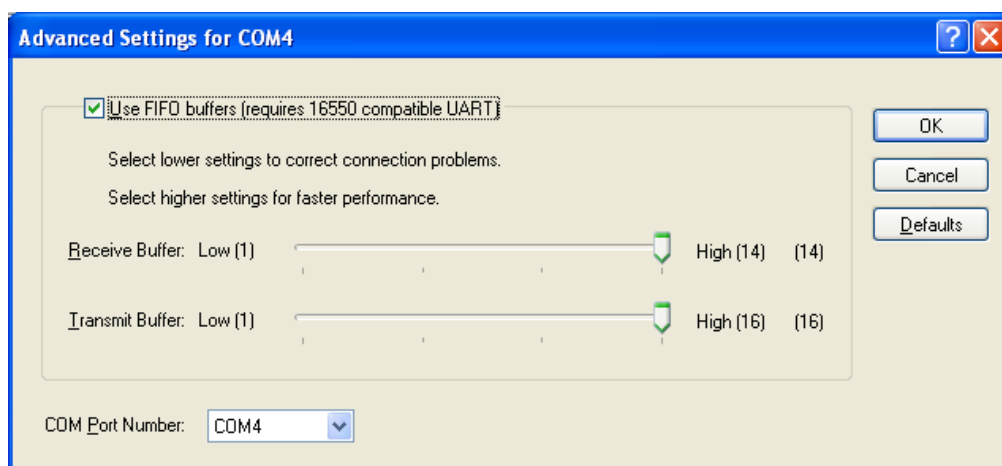 Advanced Settings for COM4
Use FIFO buffers (requires 16550 compatible UART)
OK
Select lower settings to correct connection problems.
Cancel
Select higher settings for faster performance.
Defaults
Receive Buffer: Low (1) High (14) (14)
Transmit Buffer: Low (1) High (16) (16)
COM Port Number: COM4